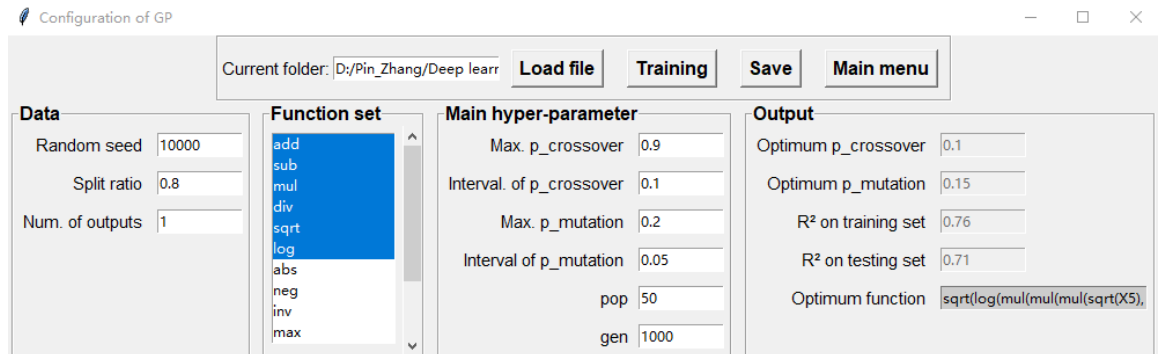 Configuration of GP
Current folder: D:/Pin_Zhang/Deep learr Load file Training Save Main menu
Data
Random seed 10000
Split ratio 0.8
Num. of outputs 1
Function set
add
sub
mul
div
sqrt
log
abs
neg
inv
max
Main hyper-parameter
Max. p_crossover 0.9
Interval. of p_crossover 0.1
Max. p_mutation 0.2
Interval of p_mutation 0.05
pop 50
gen 1000
Output
Optimum p_crossover 0.1
Optimum p_mutation 0.15
R² on training set 0.76
R² on testing set 0.71
Optimum function sqrt(log(mul(mul(mul(sqrt(X5),